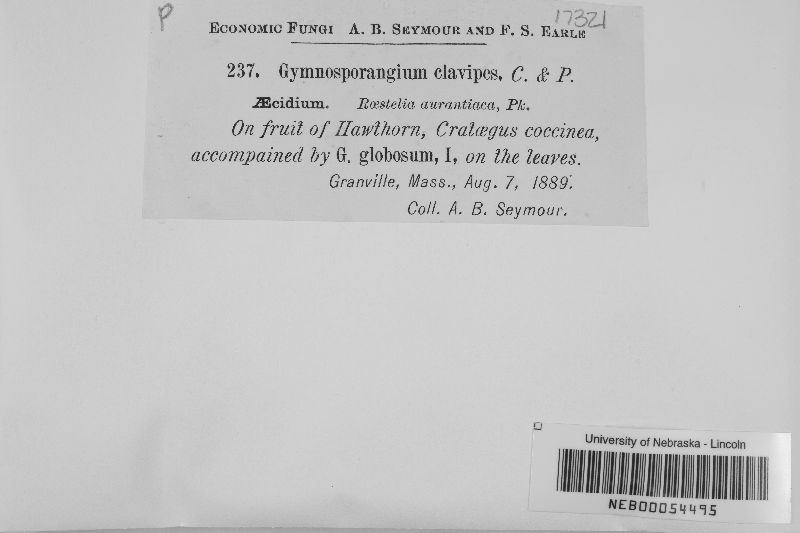 P
17321
ECONOMIC FUNGI A. B. SEYMOUR AND F. S. EARLE
237. Gymnosporangium clavipes, C. & P.
Æcidium. Rœstelia aurantiaca, Pk.
On fruit of Hawthorn, Cratægus coccinea,
accompained by G. globosum, I, on the leaves.
Granville, Mass., Aug. 7, 1889.
Coll. A. B. Seymour.
University of Nebraska - Lincoln
NEB00054495